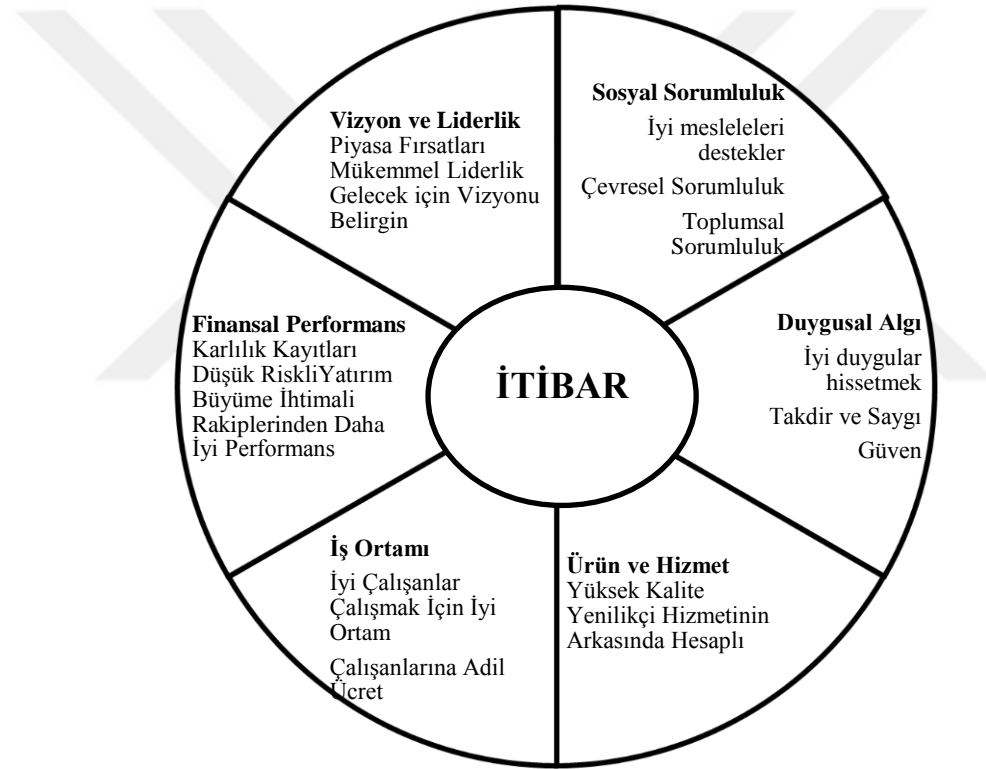 Vizyon ve Liderlik
Piyasa Fırsatları
Mükemmel Liderlik
Gelecek için Vizyonu
Belirgin
Sosyal Sorumluluk
İyi mesleleleri
destekler
Çevresel Sorumluluk
Toplumsal
Sorumluluk
Finansal Performans
Karlılık Kayıtları
Düşük RiskliYatırım
Büyüme İhtimali
Rakiplerinden Daha
İyi Performans
İTİBAR
Duygusal Algı
İyi duygular
hissetmek
Takdir ve Saygı
Güven
İş Ortamı
İyi Çalışanlar
Çalışmak İçin İyi
Ortam
Çalışanlarına Adil
Ücret
Ürün ve Hizmet
Yüksek Kalite
Yenilikçi Hizmetinin
Arkasında Hesaplı